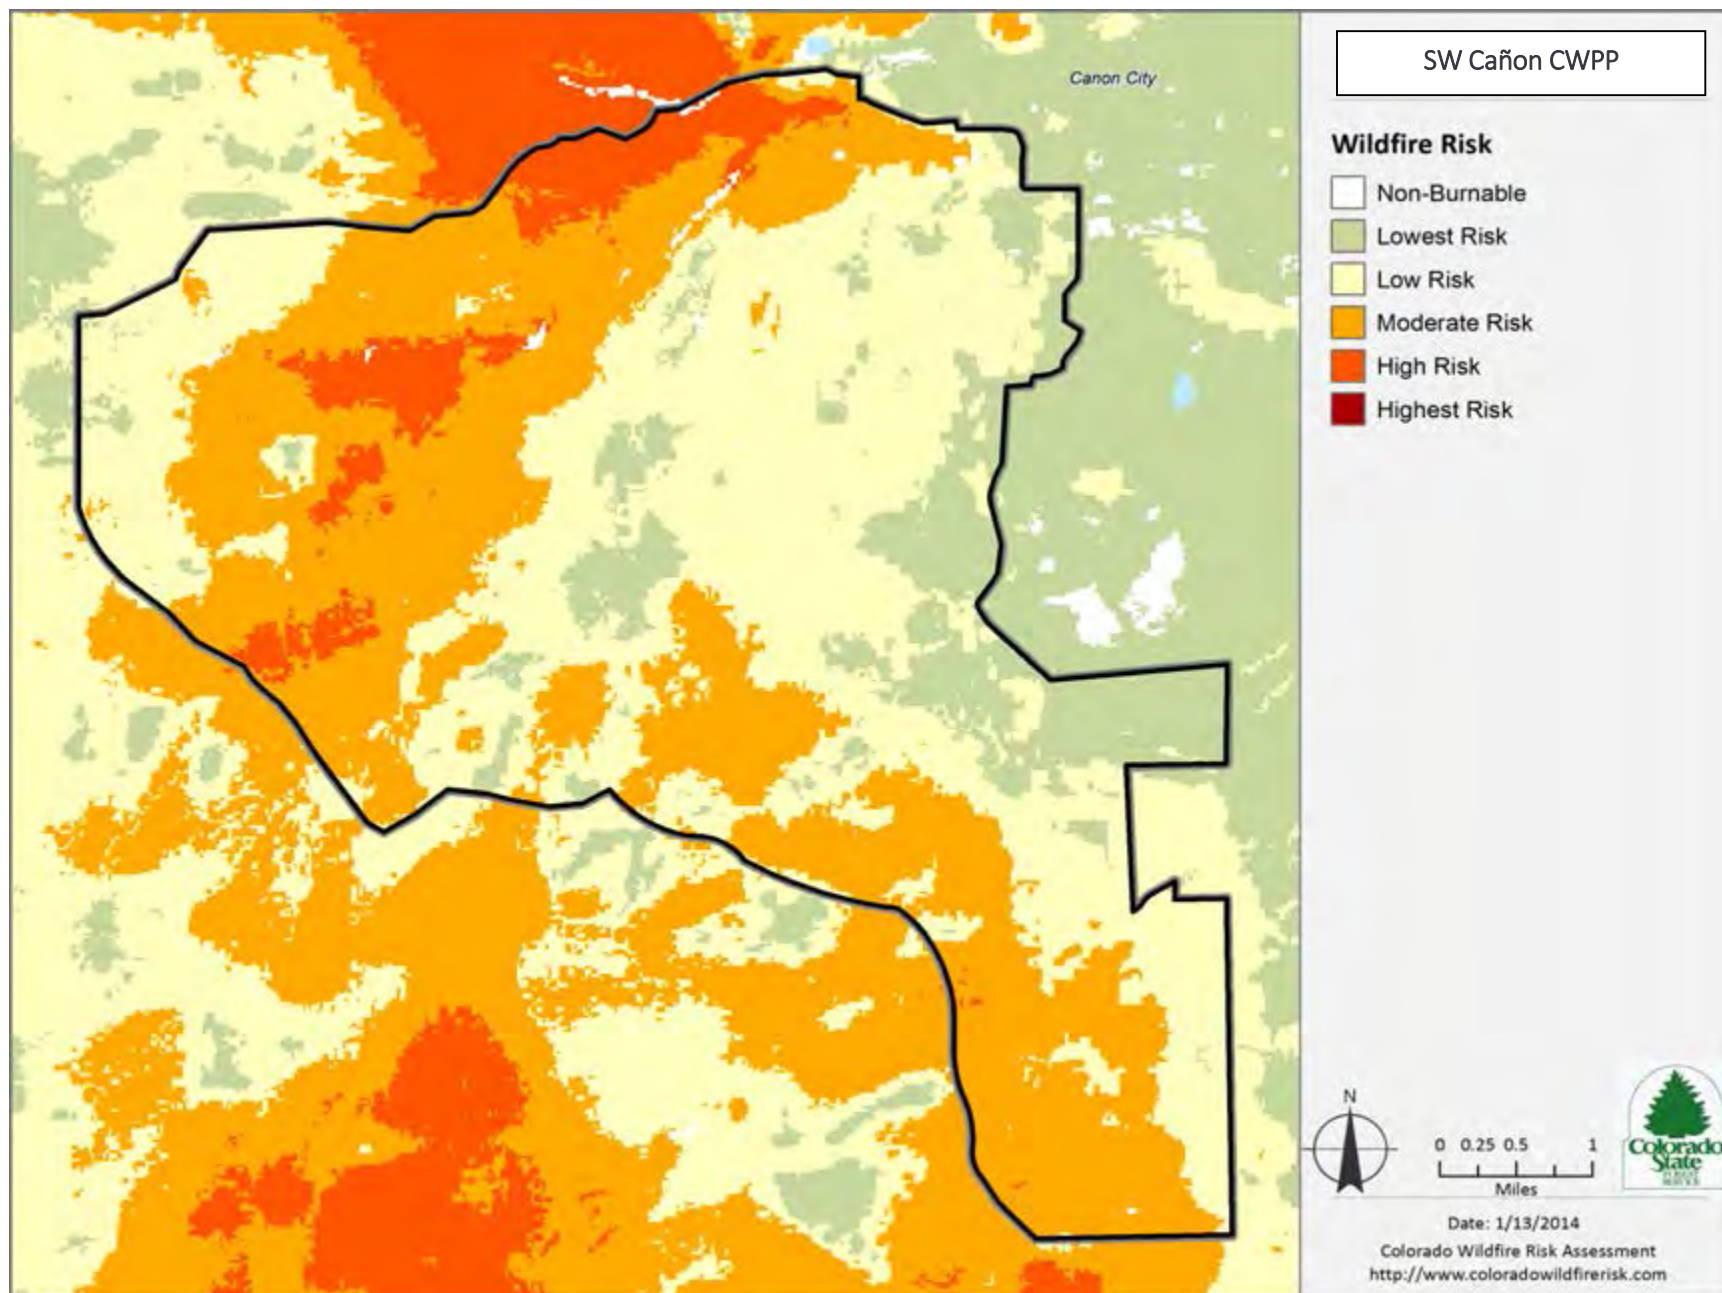 SW Cañon CWPP
Canon City
Wildfire Risk
Non-Burnable
Lowest Risk
Low Risk
Moderate Risk
High Risk
Highest Risk
N
0 0.25 0.5 1
Miles
Colorado
State
FOREST
SERVICE
Date: 1/13/2014
Colorado Wildfire Risk Assessment
http://www.coloradowildfirerisk.com